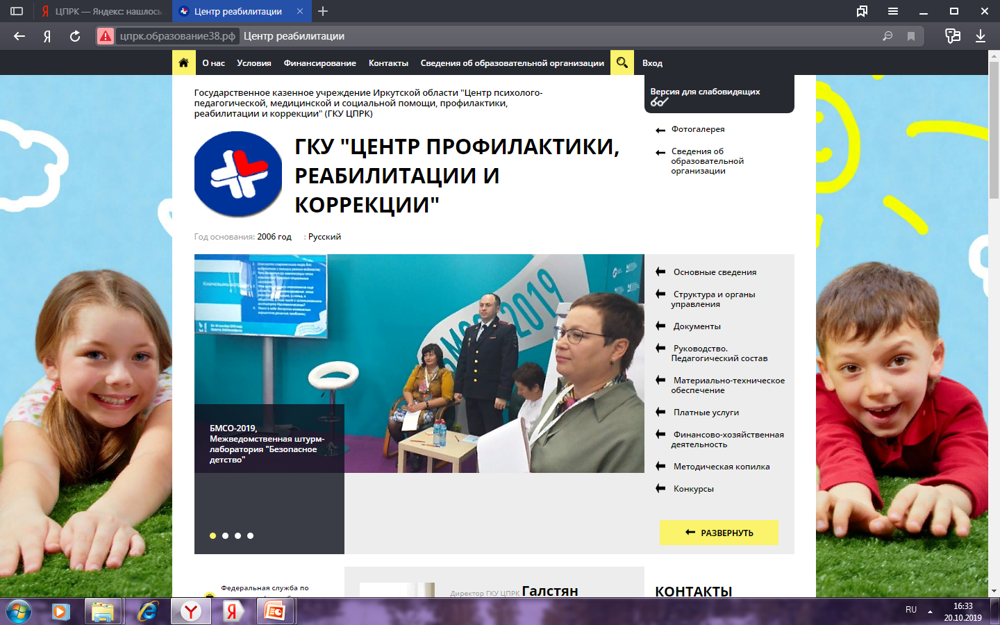 ЦПРК — Яндекс: нашлось
Центр реабилитации
цпрк.образование38.рф Центр реабилитации
О нас Условия Финансирование Контакты Сведения об образовательной организации Вход
Государственное казенное учреждение Иркутской области "Центр психолого-
педагогической, медицинской и социальной помощи, профилактики,
реабилитации и коррекции" (ГКУ ЦПРК)
Версия для слабовидящих
Фотогалерея
Сведения об
образовательной
организации
ГКУ "ЦЕНТР ПРОФИЛАКТИКИ,
РЕАБИЛИТАЦИИ И
КОРРЕКЦИИ"
Год основания: 2006 год : Русский
2019
БМСО-2019,
Межведомственная штурм-
лаборатория "Безопасное
детство"
Основные сведения
Структура и органы
управления
Документы
Руководство.
Педагогический состав
Материально-техническое
обеспечение
Платные услуги
Финансово-хозяйственная
деятельность
Методическая копилка
Конкурсы
РАЗВЕРНУТЬ
Федеральная служба по
Директор ГКУ ЦПРК Галстян
КОНТАКТЫ
RU
16:33
20.10.2019